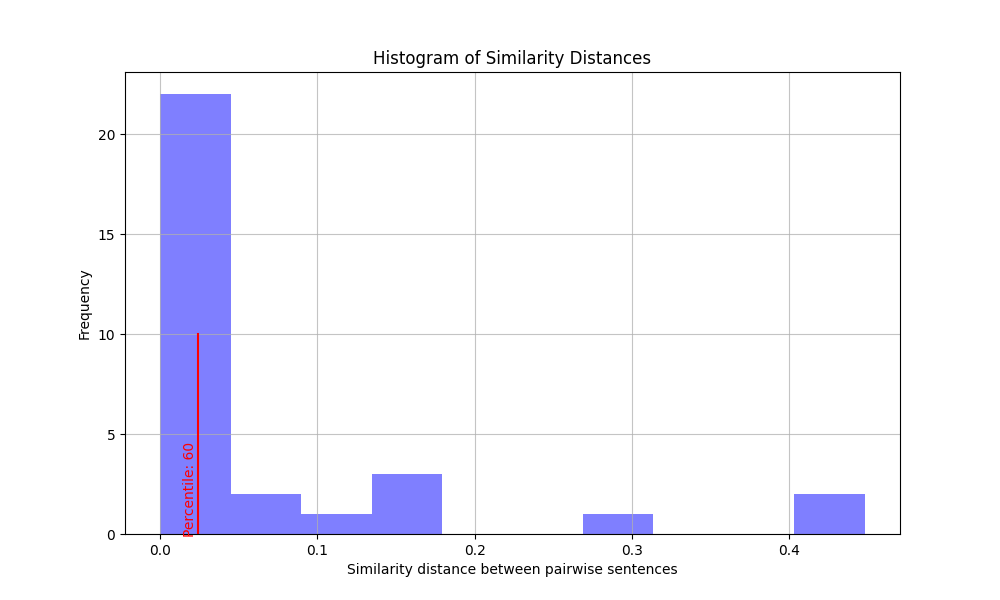 Histogram of Similarity Distances
Frequency
20
15
10
5
0
Percentile: 60
0.0
0.1
0.2
0.3
0.4
Similarity distance between pairwise sentences